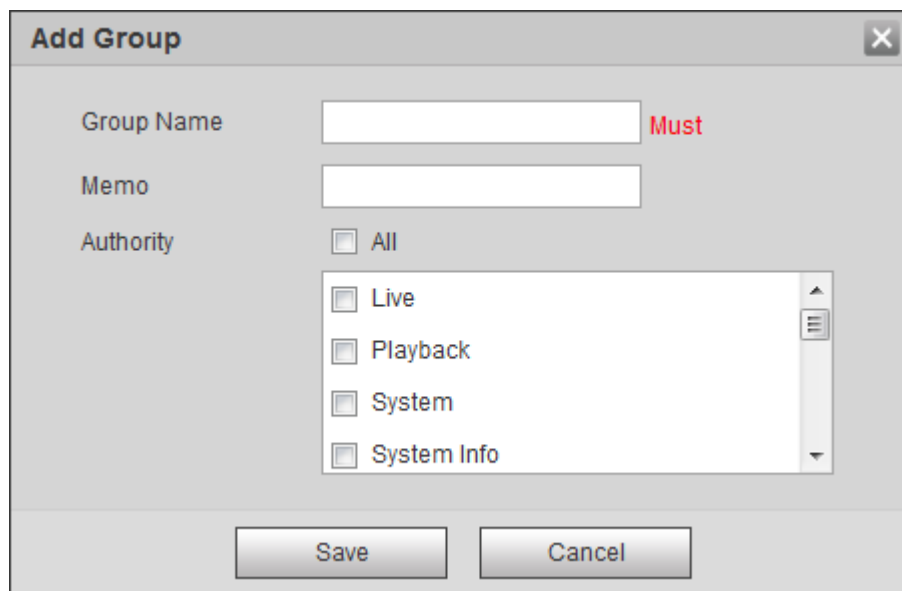 Add Group
Group Name Must
Memo
Authority All
Live
Playback
System
System Info
Save Cancel